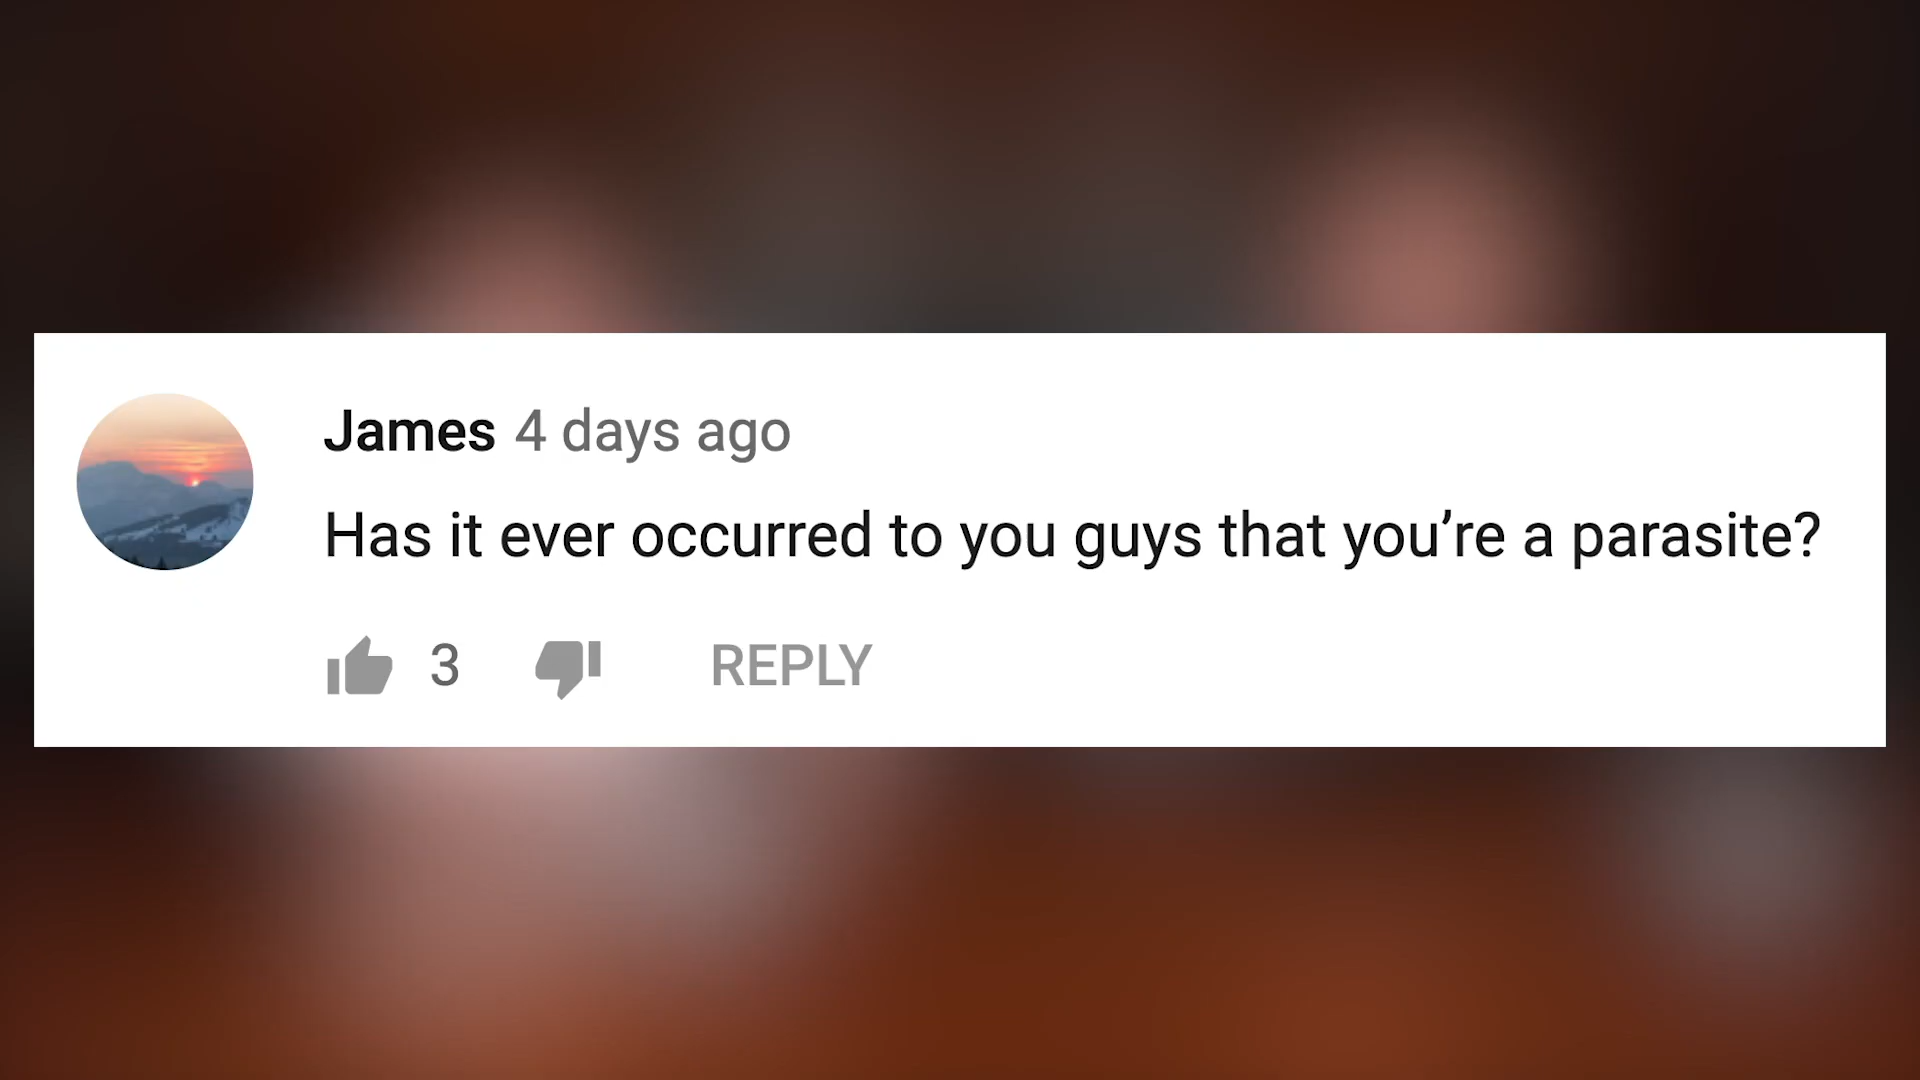 James 4 days ago
Has it ever occurred to you guys that you’re a parasite?
3 REPLY